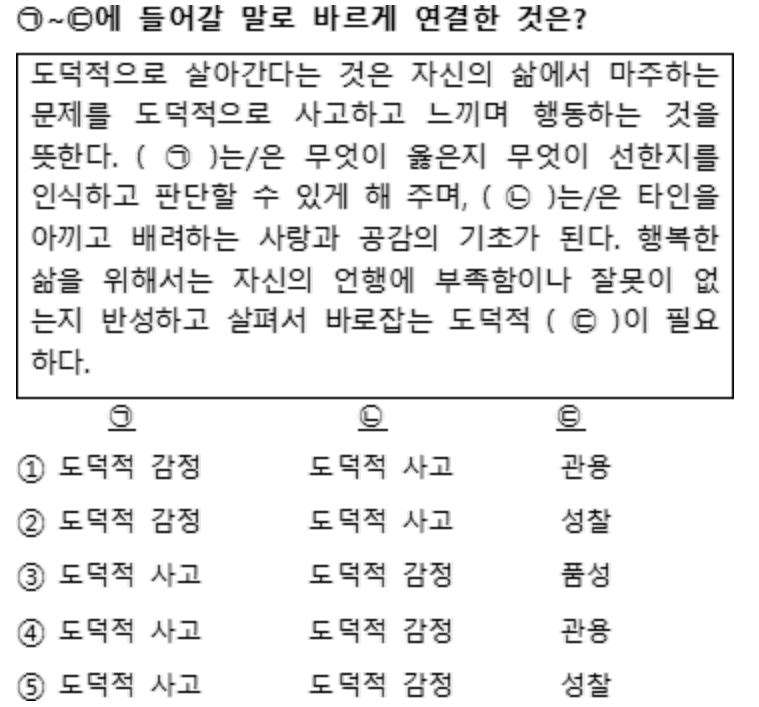 ㉠~㉢에 들어갈 말로 바르게 연결한 것은?
도덕적으로 살아간다는 것은 자신의 삶에서 마주하는
문제를 도덕적으로 사고하고 느끼며 행동하는 것을
뜻한다. ( ㉠ )는/은 무엇이 옳은지 무엇이 선한지를
인식하고 판단할 수 있게 해 주며, ( ㉡ )는/은 타인을
아끼고 배려하는 사랑과 공감의 기초가 된다. 행복한
삶을 위해서는 자신의 언행에 부족함이나 잘못이 없
는지 반성하고 살펴서 바로잡는 도덕적 ( ㉢ )이 필요
하다.
㉠ ㉡ ㉢
① 도덕적 감정 도덕적 사고 관용
② 도덕적 감정 도덕적 사고 성찰
③ 도덕적 사고 도덕적 감정 품성
④ 도덕적 사고 도덕적 감정 관용
⑤ 도덕적 사고 도덕적 감정 성찰